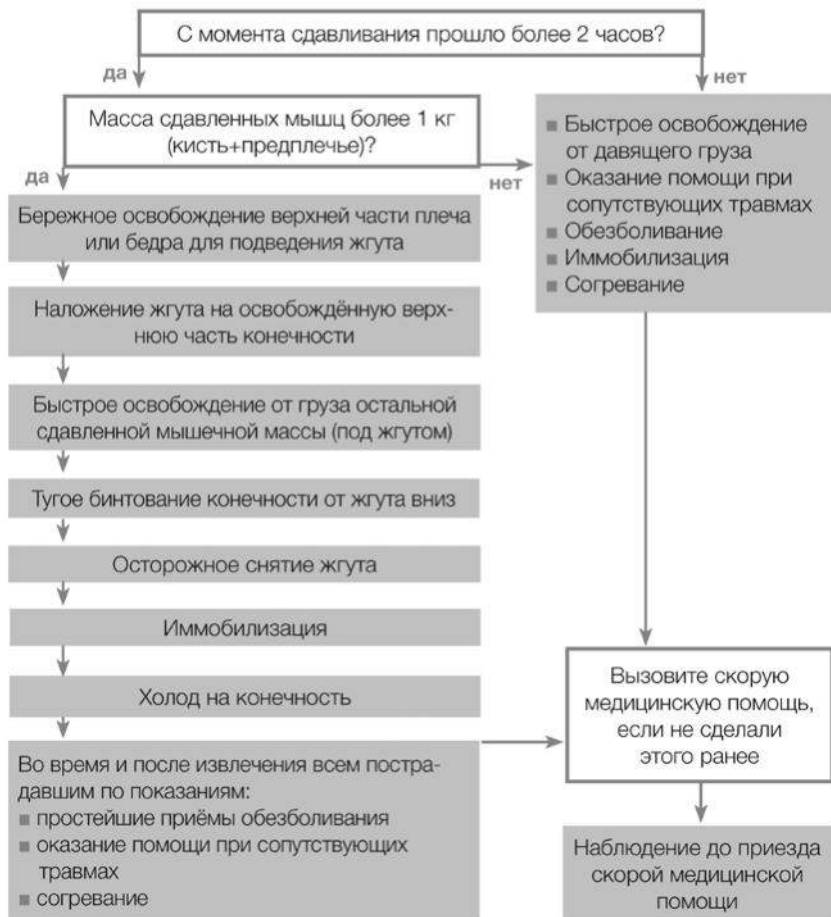 С момента сдавливания прошло более 2 часов?
да
нет
Масса сдавленных мышц более 1 кг
(кисть+предплечье)?
да
нет
■ Быстрое освобождение
от давящего груза
■ Оказание помощи при
сопутствующих травмах
■ Обезболивание
■ Иммобилизация
■ Согревание
Бережное освобождение верхней части плеча
или бедра для подведения жгута
Наложение жгута на освобождённую верх-
нюю часть конечности
Быстрое освобождение от груза остальной
сдавленной мышечной массы (под жгутом)
Тугое бинтование конечности от жгута вниз
Осторожное снятие жгута
Иммобилизация
Холод на конечность
Во время и после извлечения всем постра-
давшим по показаниям:
■ простейшие приёмы обезболивания
■ оказание помощи при сопутствующих
травмах
■ согревание
Вызовите скорую
медицинскую помощь,
если не сделали
этого ранее
Наблюдение до приезда
скорой медицинской
помощи